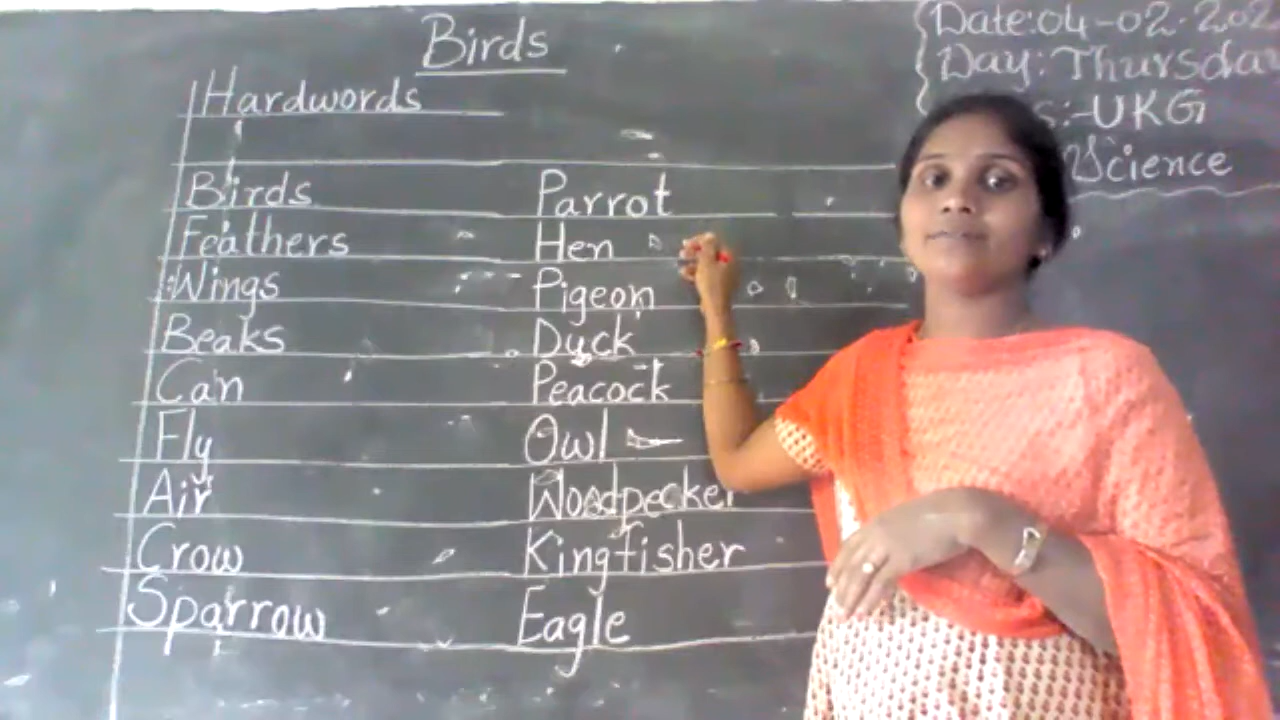 Birds
Date:04-02-202
Day:Thursday
Hardwords
s:-UKG
Science
Birds Parrot
Feathers Hen
Wings Pigeon
Beaks Duck
Can Peacock
Fly Owl
Air Woodpecker
Crow Kingfisher
Sparrow Eagle